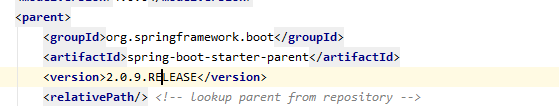 <parent>
<groupId>org.springframework.boot</groupId>
<artifactId>spring-boot-starter-parent</artifactId>
<version>2.0.9.RELEASE</version>
<relativePath/> <!-- lookup parent from repository -->